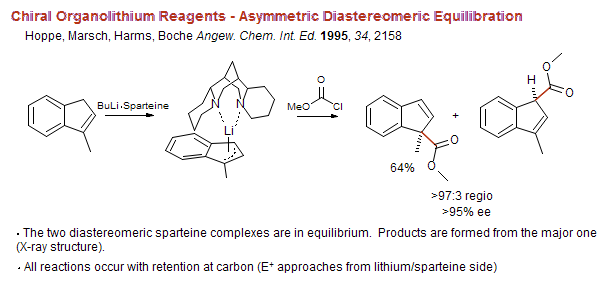 Chiral Organolithium Reagents - Asymmetric Diastereomeric Equilibration
Hoppe, Marsch, Harms, Boche Angew. Chem. Int. Ed. 1995, 34, 2158
BuLi·Sparteine
N
N
Li
O
MeO
Cl
O
O
64%
+
H
O
O
>97:3 regio
>95% ee
· The two diastereomeric sparteine complexes are in equilibrium. Products are formed from the major one
(X-ray structure).
· All reactions occur with retention at carbon (E⁺ approaches from lithium/sparteine side)